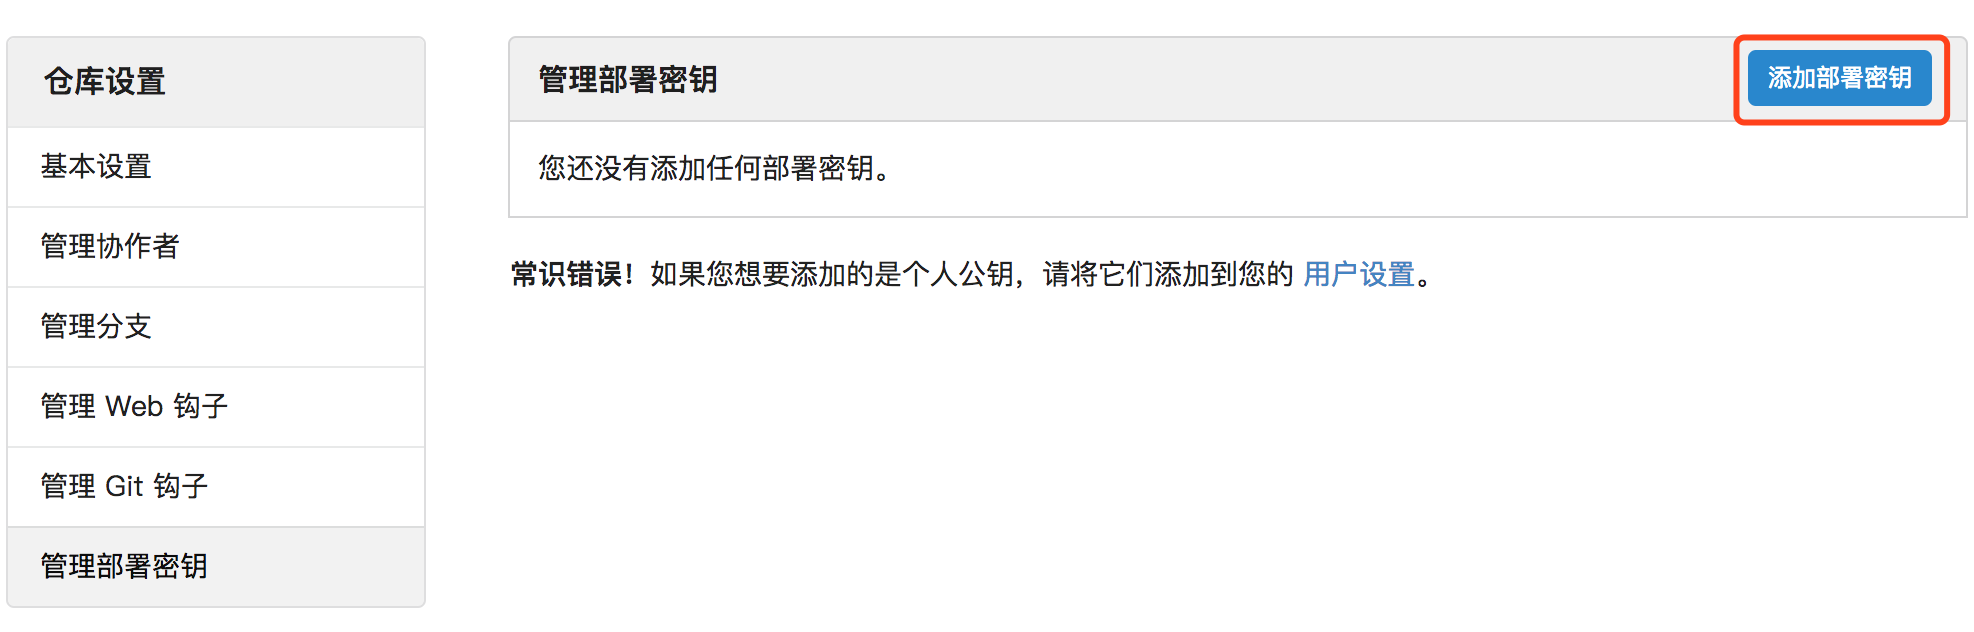 仓库设置
基本设置
管理协作者
管理分支
管理 Web 钩子
管理 Git 钩子
管理部署密钥
管理部署密钥
添加部署密钥
您还没有添加任何部署密钥。
常识错误！如果您想要添加的是个人公钥，请将它们添加到您的 用户设置。